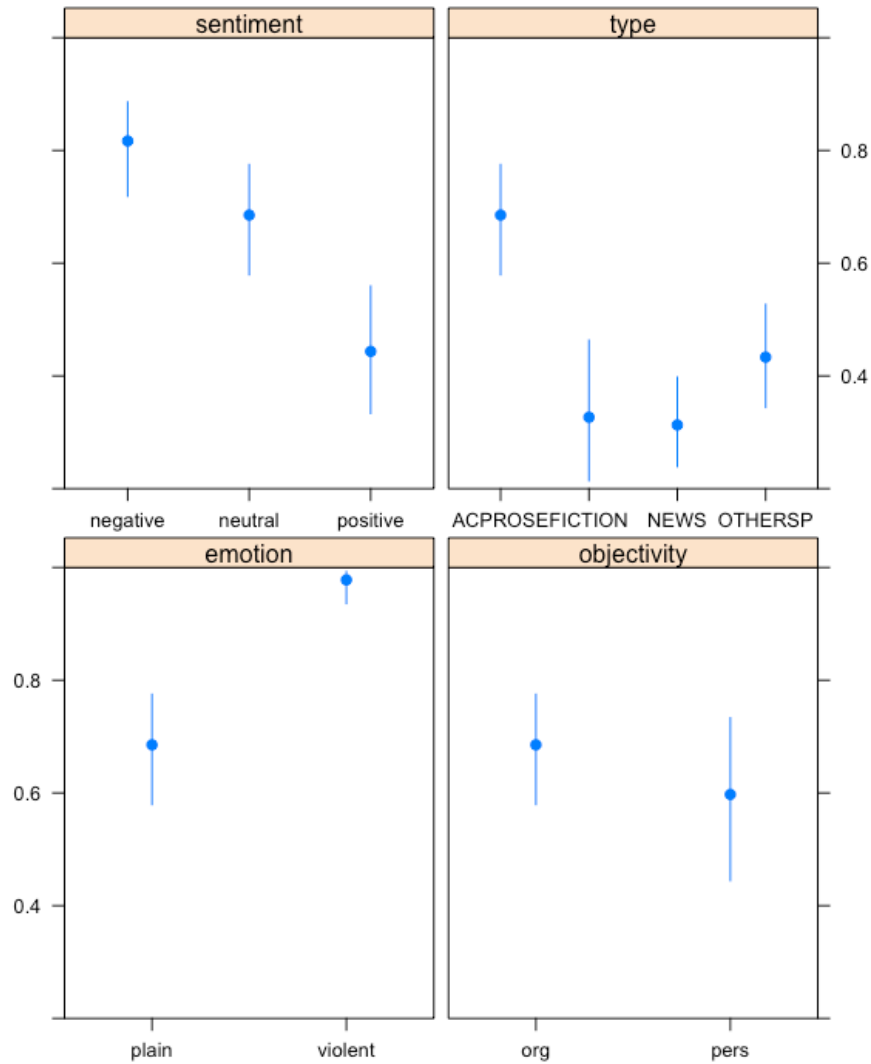 sentiment type
0.8
0.6
0.4
negative neutral positive ACPROSEFICTION NEWS OTHERSP
emotion objectivity
0.8
0.6
0.4
plain violent org pers